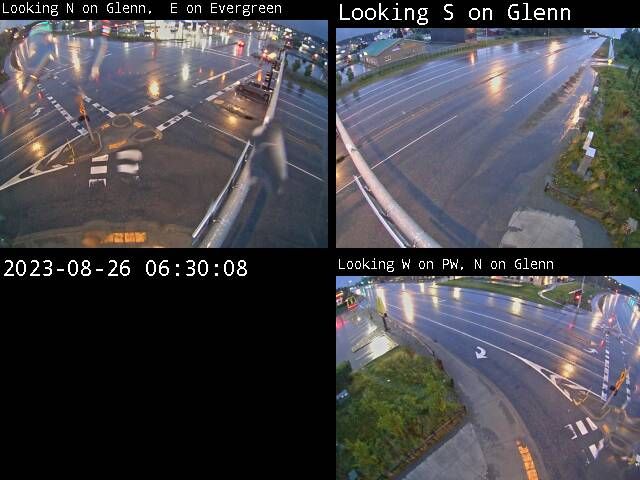 Looking N on Glenn,  E on Evergreen
Looking S on Glenn
2023-08-26 06:30:08
Looking W on PW, N on Glenn